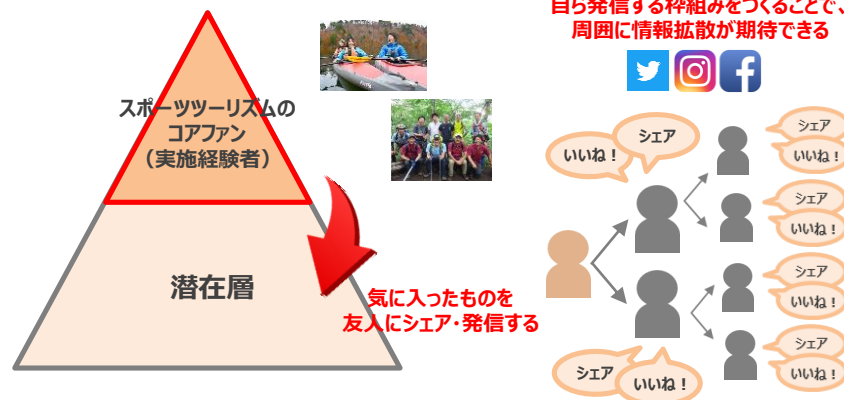 自ら発信する枠組みをつくることで、
周囲に情報拡散が期待できる
スポーツツーリズムの
コアファン
（実施経験者）
潜在層
気に入ったものを
友人にシェア・発信する
いいね！
シェア
シェア
いいね！
シェア
いいね！
シェア
いいね！
シェア
いいね！
シェア
いいね！